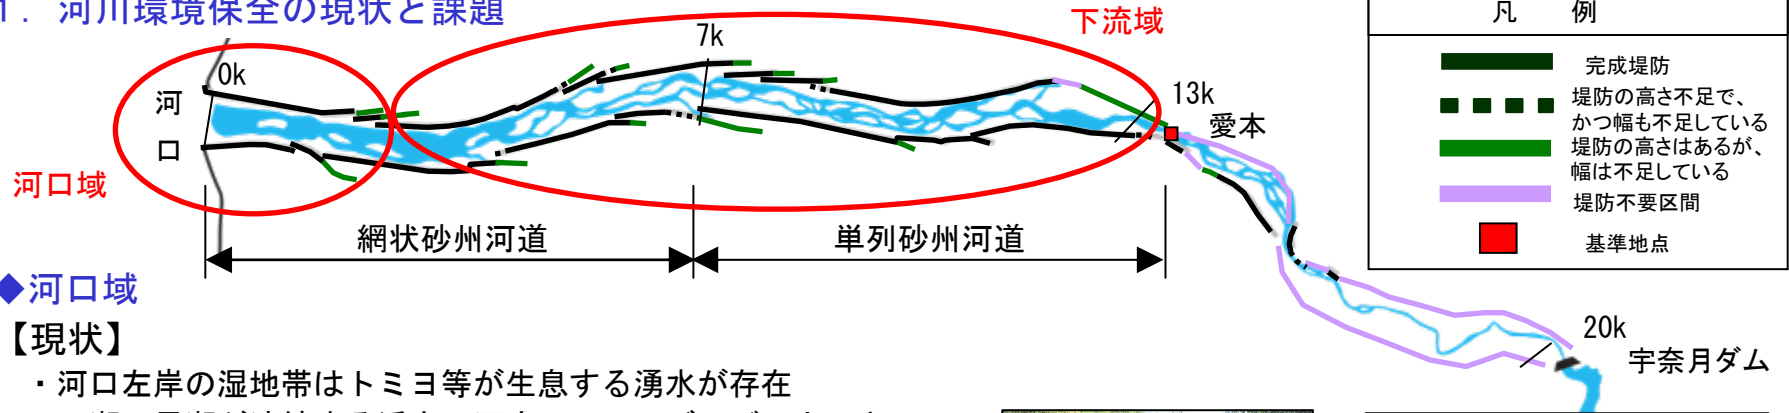 1. 河川環境保全の現状と課題
下流域
凡 例
完成堤防
堤防の高さ不足で、
かつ幅も不足している
堤防の高さはあるが、
幅は不足している
堤防不要区間
基準地点
7k
0k
13k
河
口
愛本
河口域
網状砂州河道
単列砂州河道
◆河口域
20k
宇奈月ダム
【現状】
・河口左岸の湿地帯はトミヨ等が生息する湧水が存在